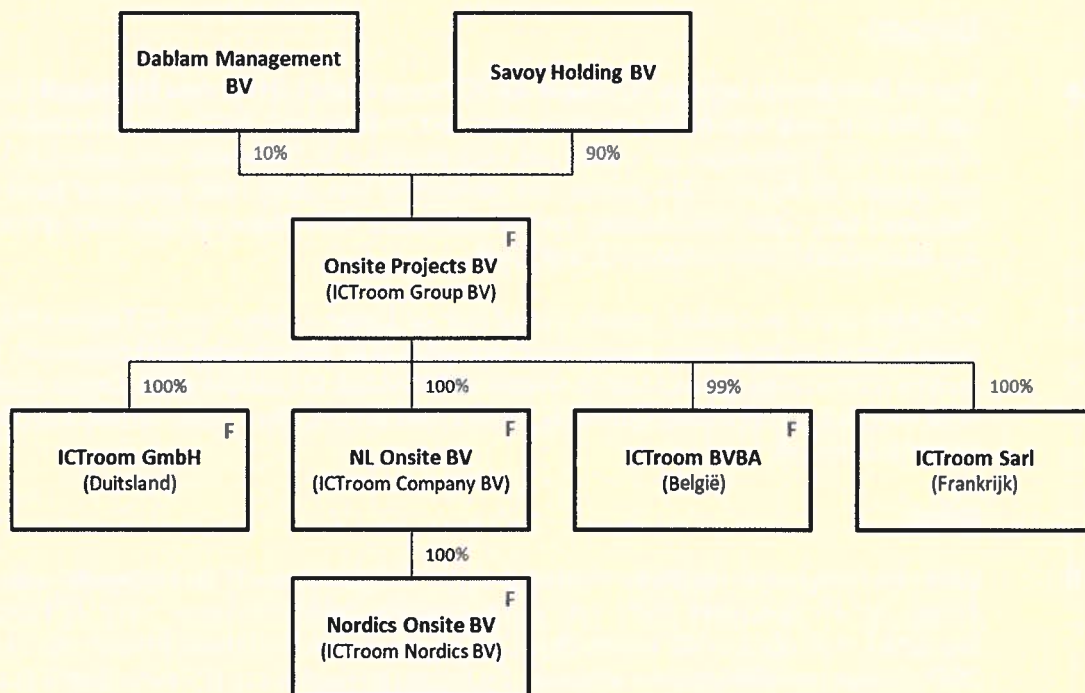 Dablam Management
BV
Savoy Holding BV
10%
90%
F
Onsite Projects BV
(ICTroom Group BV)
100%
100%
99%
100%
F
ICTroom GmbH
(Duitsland)
F
NL Onsite BV
(ICTroom Company BV)
F
ICTroom BVBA
(België)
ICTroom Sarl
(Frankrijk)
100%
F
Nordics Onsite BV
(ICTroom Nordics BV)